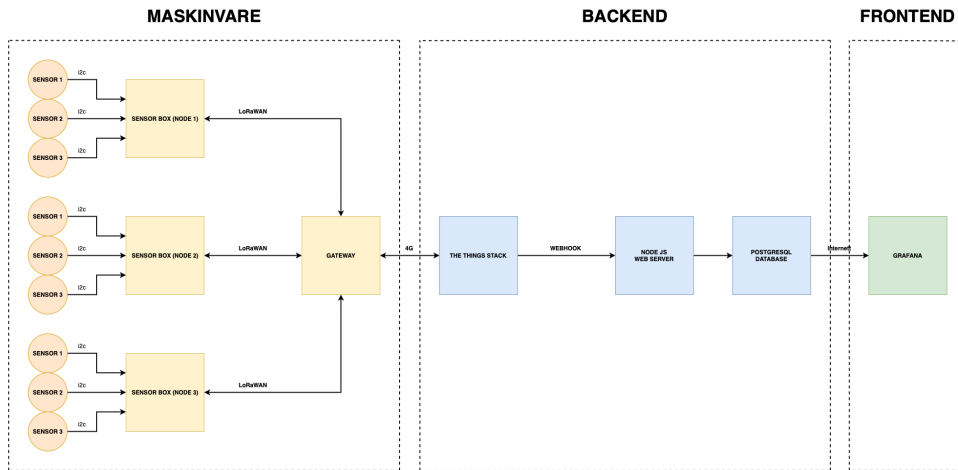 MASKINVARE
BACKEND
FRONTEND
SENSOR 1
i2c
SENSOR 2
i2c
SENSOR 3
i2c
SENSOR BOX (NODE 1)
LoRaWAN
SENSOR 1
i2c
SENSOR 2
i2c
SENSOR 3
i2c
SENSOR BOX (NODE 2)
LoRaWAN
SENSOR 1
i2c
SENSOR 2
i2c
SENSOR 3
i2c
SENSOR BOX (NODE 3)
LoRaWAN
GATEWAY
4G
THE THINGS STACK
WEBHOOK
NODE JS
WEB SERVER
POSTGRESQL
DATABASE
Internett
GRAFANA